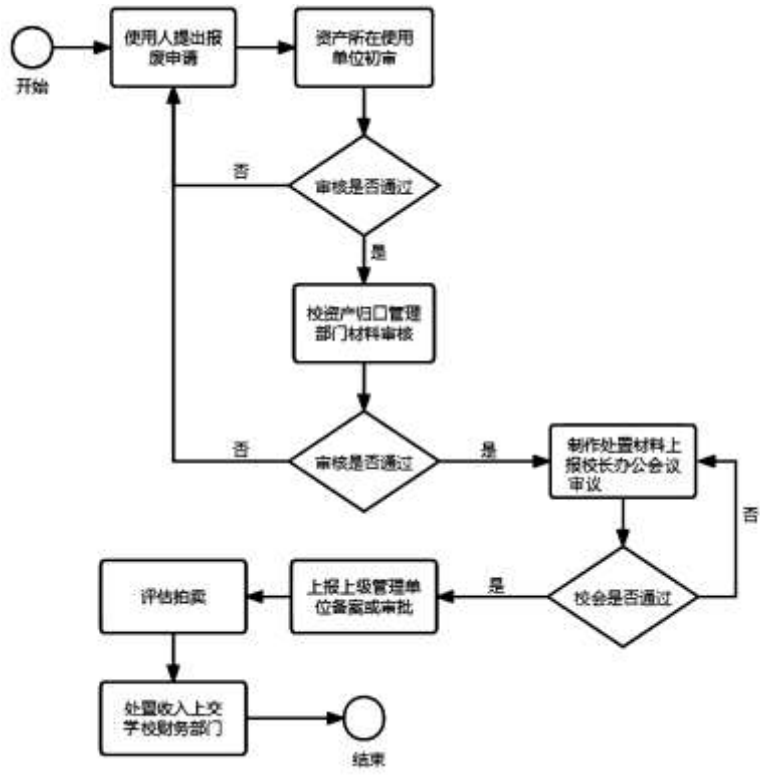 使用人提出报
废申请
资产所在使用
单位初审
开始
否
审核是否通过
是
校资产归口管理
部门材料审核
否
审核是否通过
是
制作处置材料上
报校长办公会议
审议
否
评估拍卖
上报上级管理单
位备案或审批
是
校会是否通过
处置收入上交
学校财务部门
结束